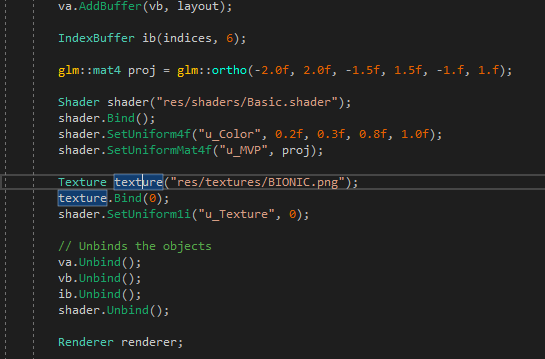 va.AddBuffer(vb, layout);
IndexBuffer ib(indices, 6);
glm::mat4 proj = glm::ortho(-2.0f, 2.0f, -1.5f, 1.5f, -1.f, 1.f);
Shader shader("res/shaders/Basic.shader");
shader.Bind();
shader.SetUniform4f("u_Color", 0.2f, 0.3f, 0.8f, 1.0f);
shader.SetUniformMat4f("u_MVP", proj);
Texture texture("res/textures/BIONIC.png");
texture.Bind(0);
shader.SetUniform1i("u_Texture", 0);
// Unbinds the objects
va.Unbind();
vb.Unbind();
ib.Unbind();
shader.Unbind();
Renderer renderer;